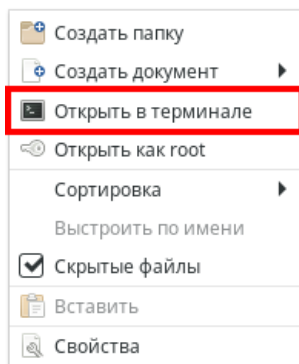 Создать папку
Создать документ
Открыть в терминале
Открыть как root
Сортировка
Выстроить по имени
Скрытые файлы
Вставить
Свойства